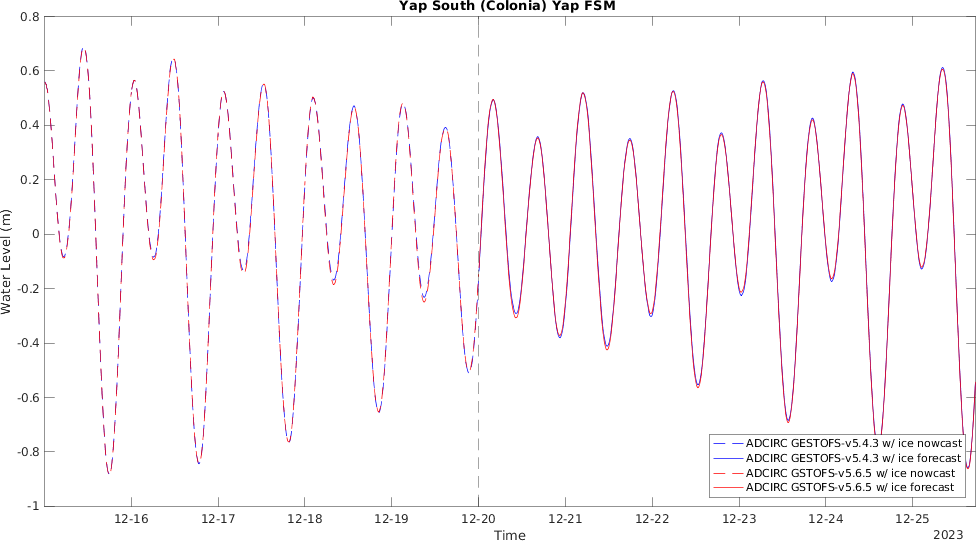 Yap South (Colonia) Yap FSM
0.8
0.6
0.4
0.2
0
-0.2
-0.4
-0.6
-0.8
-1
Water Level (m)
12-16 12-17 12-18 12-19 12-20 12-21 12-22 12-23 12-24 12-25
Time
2023
ADCIRC GESTOFS-v5.4.3 w/ ice nowcast
ADCIRC GESTOFS-v5.4.3 w/ ice forecast
ADCIRC GSTOFS-v5.6.5 w/ ice nowcast
ADCIRC GSTOFS-v5.6.5 w/ ice forecast